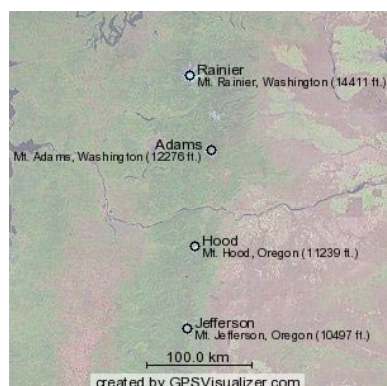 Rainier
Mt. Rainier, Washington (14411 ft.)
Adams
Mt. Adams, Washington (12276 ft.)
Hood
Mt. Hood, Oregon (11239 ft.)
Jefferson
Mt. Jefferson, Oregon (10497 ft.)
100.0 km
created by GPSVisualizer.com